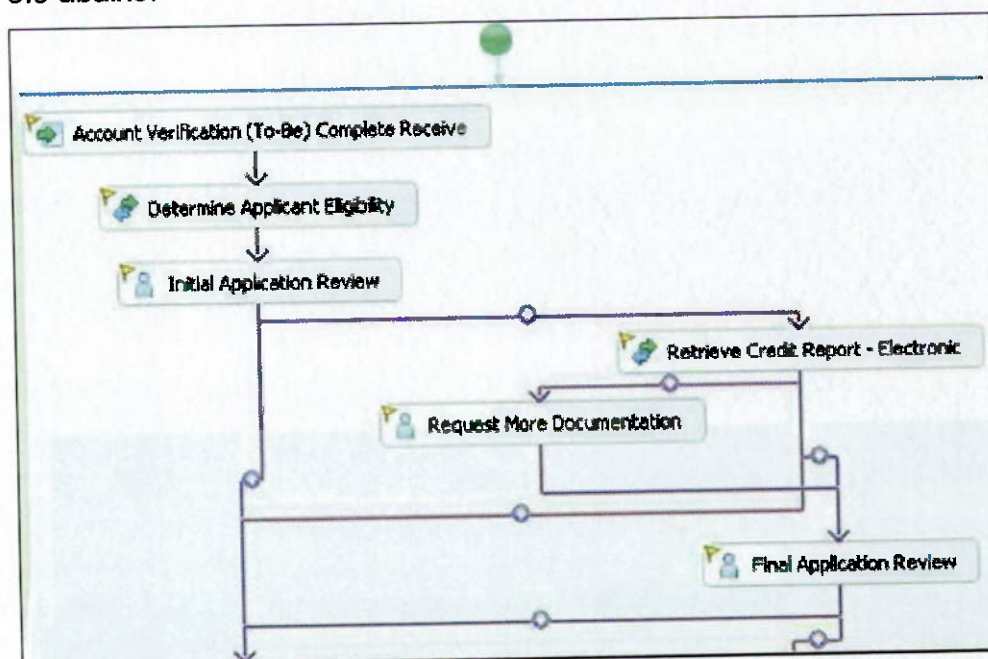 Account Verification (To-Be) Complete Receive
Determine Applicant Eligibility
Initial Application Review
Retrieve Credit Report - Electronic
Request More Documentation
Final Application Review